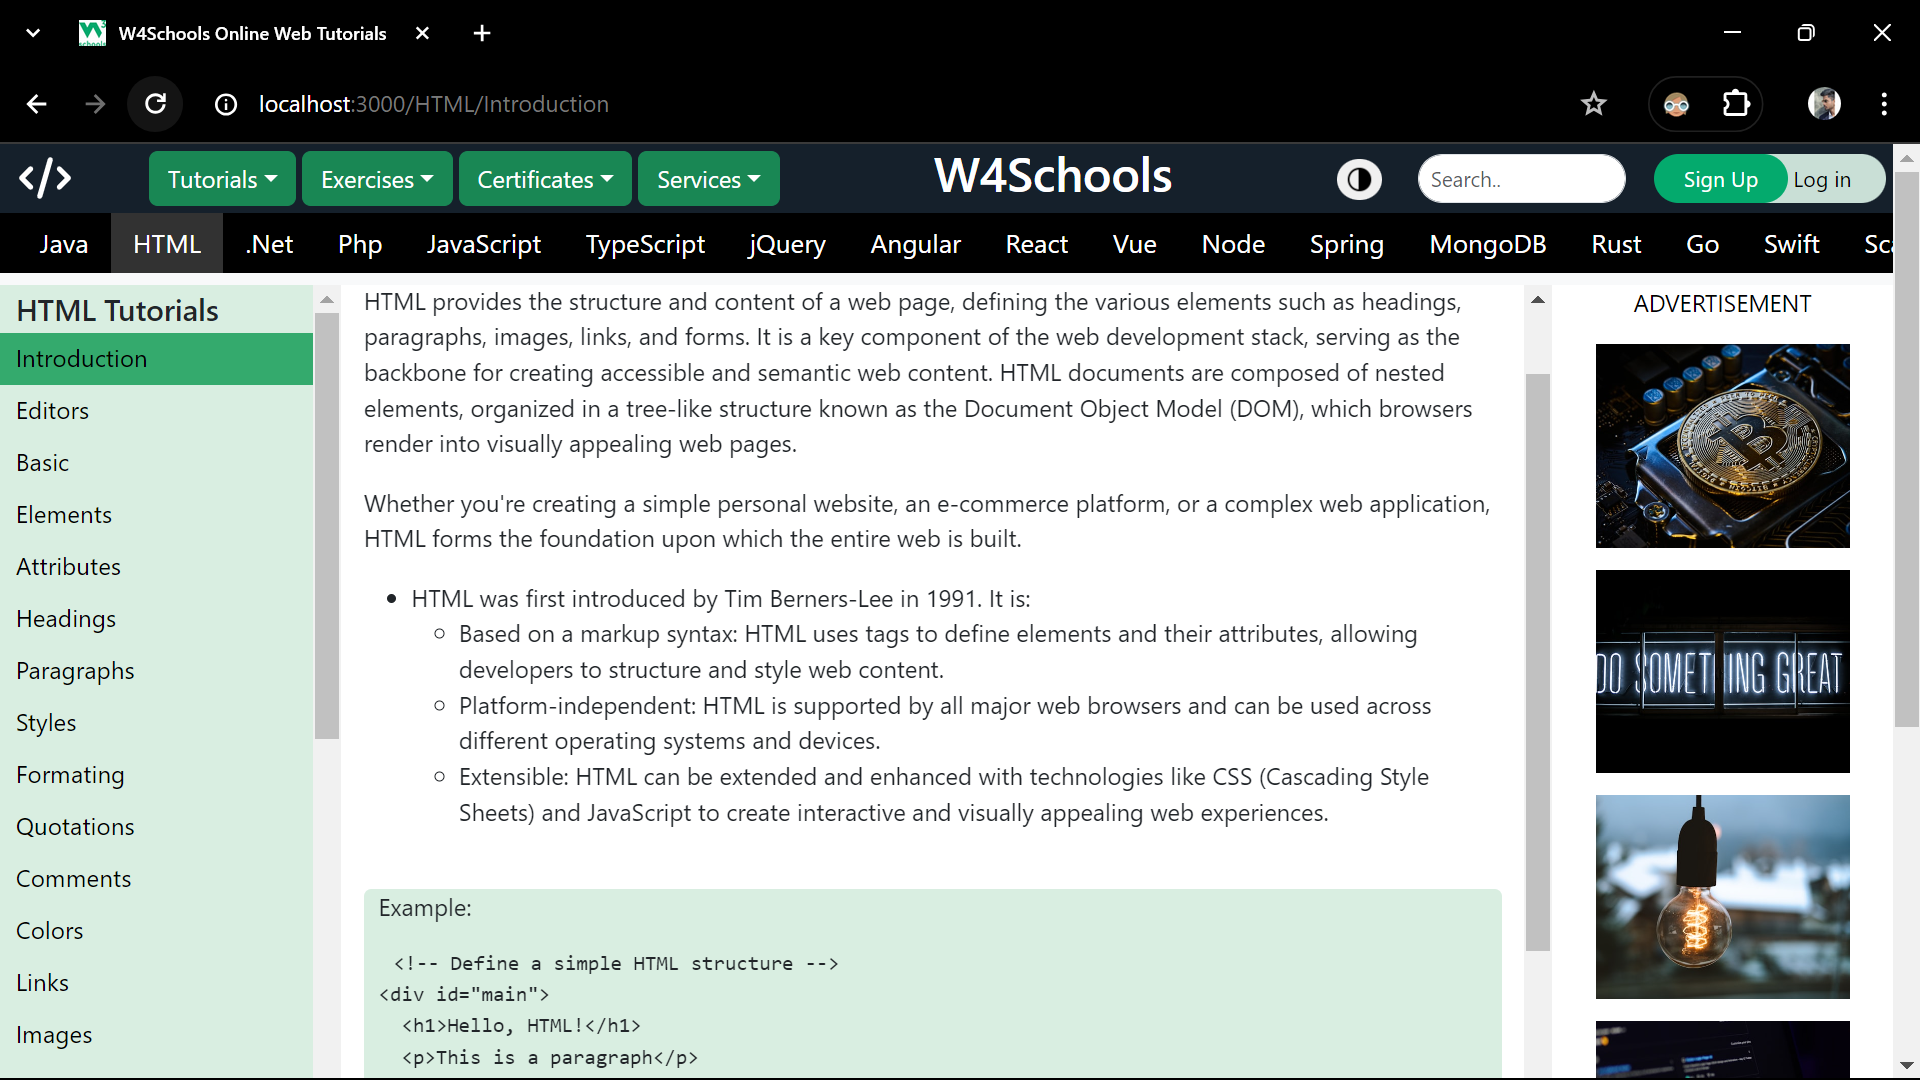 W4Schools Online Web Tutorials
localhost:3000/HTML/Introduction
</> Tutorials Exercises Certificates Services W4Schools Search.. Sign Up Log in
Java HTML .Net Php JavaScript TypeScript jQuery Angular React Vue Node Spring MongoDB Rust Go Swift
HTML Tutorials
Introduction
Editors
Basic
Elements
Attributes
Headings
Paragraphs
Styles
Formating
Quotations
Comments
Colors
Links
Images
HTML provides the structure and content of a web page, defining the various elements such as headings,
paragraphs, images, links, and forms. It is a key component of the web development stack, serving as the
backbone for creating accessible and semantic web content. HTML documents are composed of nested
elements, organized in a tree-like structure known as the Document Object Model (DOM), which browsers
render into visually appealing web pages.
Whether you're creating a simple personal website, an e-commerce platform, or a complex web application,
HTML forms the foundation upon which the entire web is built.
• HTML was first introduced by Tim Berners-Lee in 1991. It is:
○ Based on a markup syntax: HTML uses tags to define elements and their attributes, allowing
developers to structure and style web content.
○ Platform-independent: HTML is supported by all major web browsers and can be used across
different operating systems and devices.
○ Extensible: HTML can be extended and enhanced with technologies like CSS (Cascading Style
Sheets) and JavaScript to create interactive and visually appealing web experiences.
Example:
<!-- Define a simple HTML structure -->
<div id="main">
<h1>Hello, HTML!</h1>
<p>This is a paragraph</p>
ADVERTISEMENT
DO SOMETHING GREAT